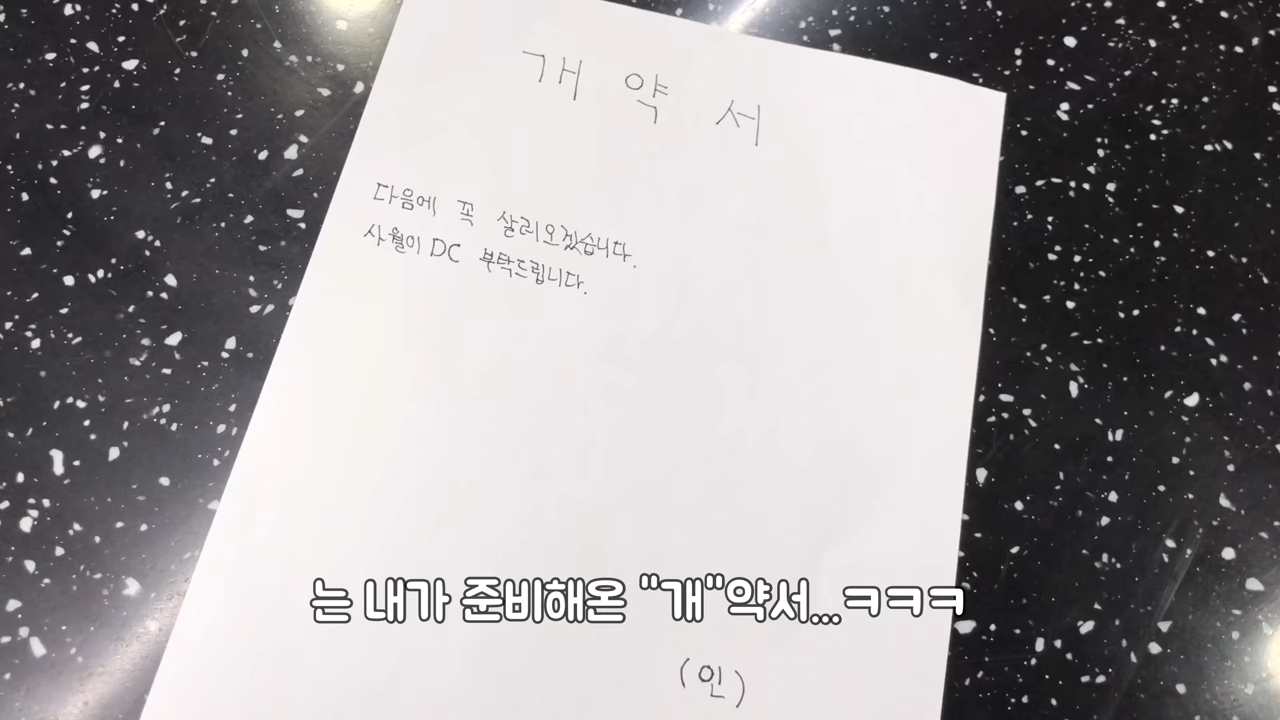 개 약 서
다음에 꼭 살리오겠습니다.
사월이 DC 부탁드립니다.
는 내가 준비해온 "개"약서...ㅋㅋㅋ
(인)